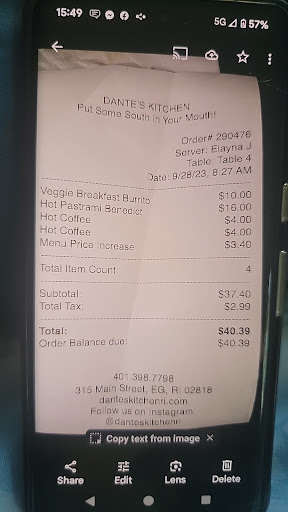 15:49 5G 57%
DANTE'S KITCHEN
Put Some South in Your Mouth!
Order# 290476
Server: Elayna J
Table: Table 4
Date: 9/28/23, 8:27 AM
Veggie Breakfast Burrito $10.00
Hot Pastrami Benedict $16.00
Hot Coffee $4.00
Hot Coffee $4.00
Menu Price Increase $3.40
Total Item Count: 4
Subtotal: $37.40
Total Tax: $2.99
Total: $40.39
Order Balance due: $40.39
401.398.7798
315 Main Street, EG, RI 02818
danteskitchenri.com
Follow us on Instagram
@danteskitchenri
Copy text from image
Share Edit Lens Delete